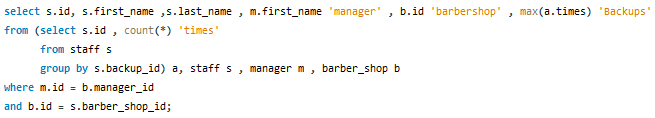 select s.id, s.first_name ,s.last_name , m.first_name 'manager' , b.id 'barbershop' , max(a.times) 'Backups'
from (select s.id , count(*) 'times'
from staff s
group by s.backup_id) a, staff s , manager m , barber_shop b
where m.id = b.manager_id
and b.id = s.barber_shop_id;